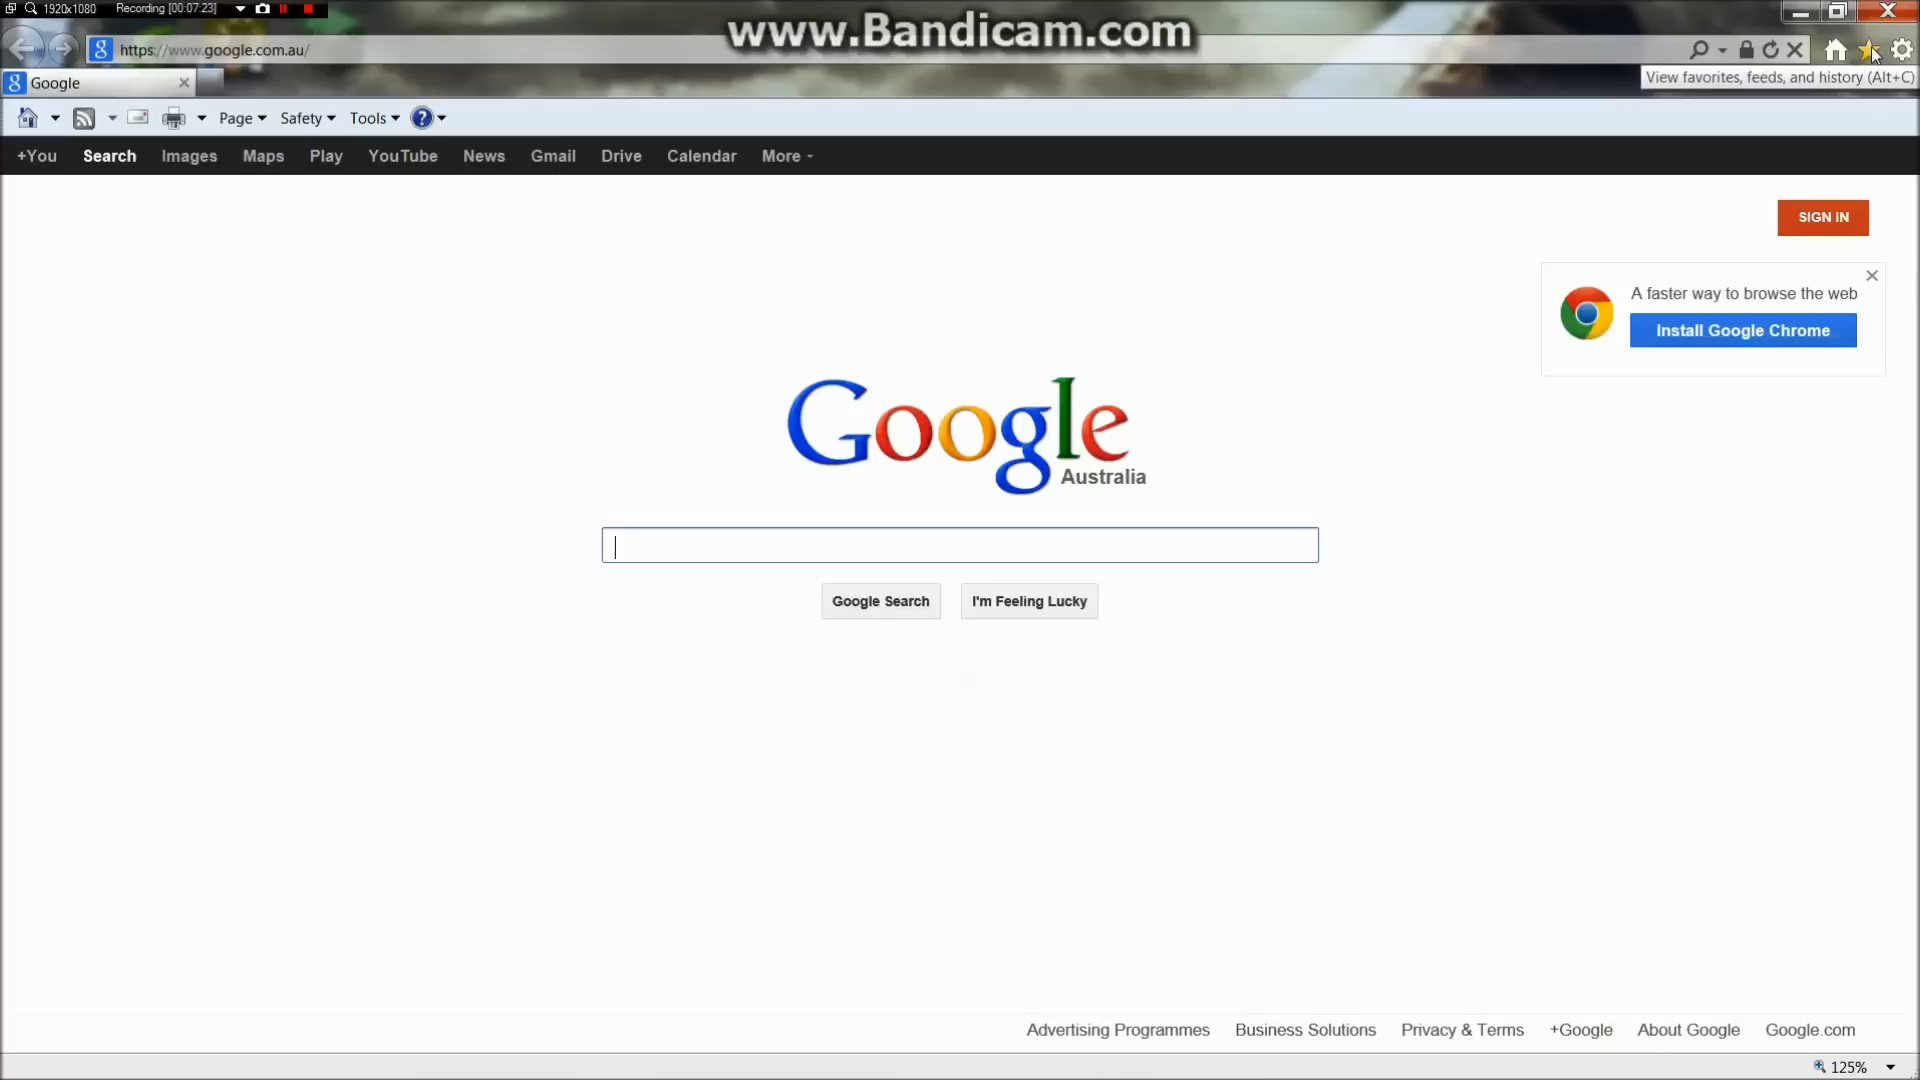 1920x1080 Recording [00:07:23]
www.Bandicam.com
https://www.google.com.au/
Google
View favorites, feeds, and history (Alt+C)
Page Safety Tools
+You Search Images Maps Play YouTube News Gmail Drive Calendar More
SIGN IN
A faster way to browse the web
Install Google Chrome
Google
Australia
Google Search I'm Feeling Lucky
Advertising Programmes Business Solutions Privacy & Terms +Google About Google Google.com
125%